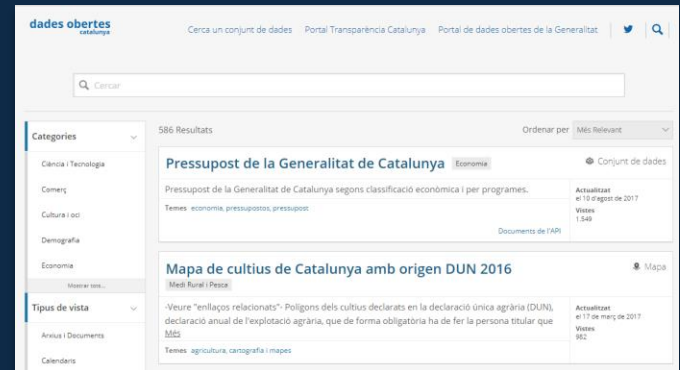 dades obertes
catalunya
Cerca un conjunt de dades Portal Transparència Catalunya Portal de dades obertes de la Generalitat
Cercar
Categories
Ciència i Tecnologia
Comerç
Cultura i oci
Demografia
Economia
Mostrar tots...
Tipus de vista
Arxius i Documents
Calendaris
586 Resultats
Ordenar per Més Relevant
Pressupost de la Generalitat de Catalunya Economia
Conjunt de dades
Pressupost de la Generalitat de Catalunya segons classificació econòmica i per programes.
Temes economia, pressupostos, pressupost
Documents de l'API
Actualitzat
el 10 d'agost de 2017
Vistes
1.549
Mapa de cultius de Catalunya amb origen DUN 2016
Mapa
Medi Rural i Pesca
-Veure "enllaços relacionats"- Polígons dels cultius declarats en la declaració única agrària (DUN),
declaració anual de l'explotació agrària, que de forma obligatòria ha de fer la persona titular que
Més
Temes agricultura, cartografia i mapes
Actualitzat
el 17 de març de 2017
Vistes
982